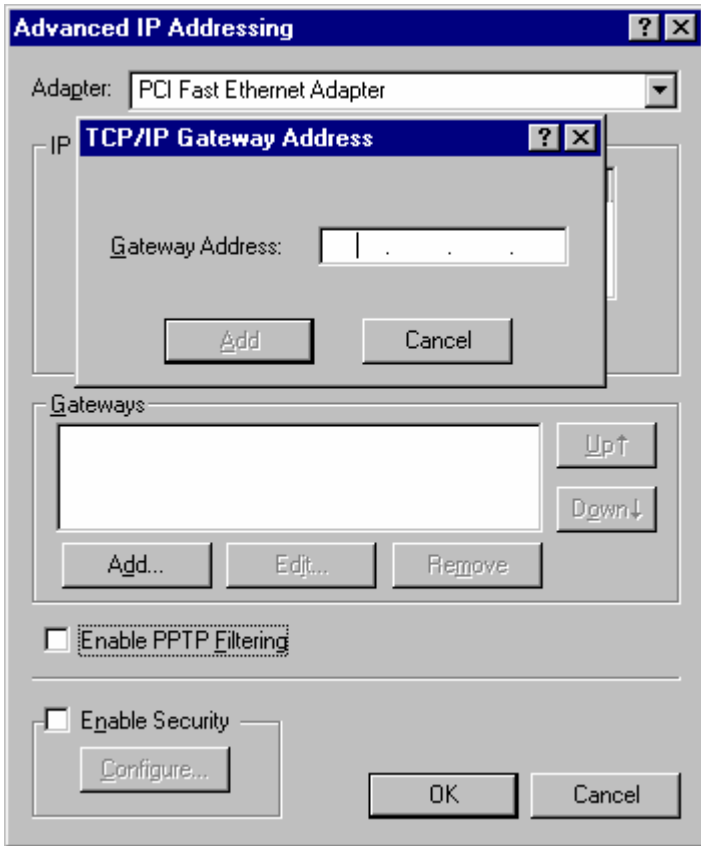 Advanced IP Addressing
Adapter: PCI Fast Ethernet Adapter
IP
TCP/IP Gateway Address
Gateway Address: . . .
Add Cancel
Gateways
Up↑
Down↓
Add... Edit... Remove
Enable PPTP Filtering
Enable Security
Configure...
OK Cancel